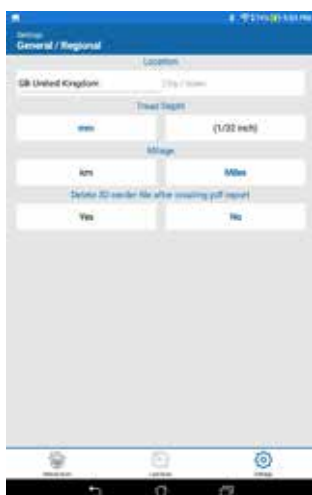 Settings
General / Regional
Location
GB United Kingdom City / town
Tread Depth
mm (1/32 inch)
Milage
km Miles
Delete 3D render file after creating pdf report
Yes No
Settings